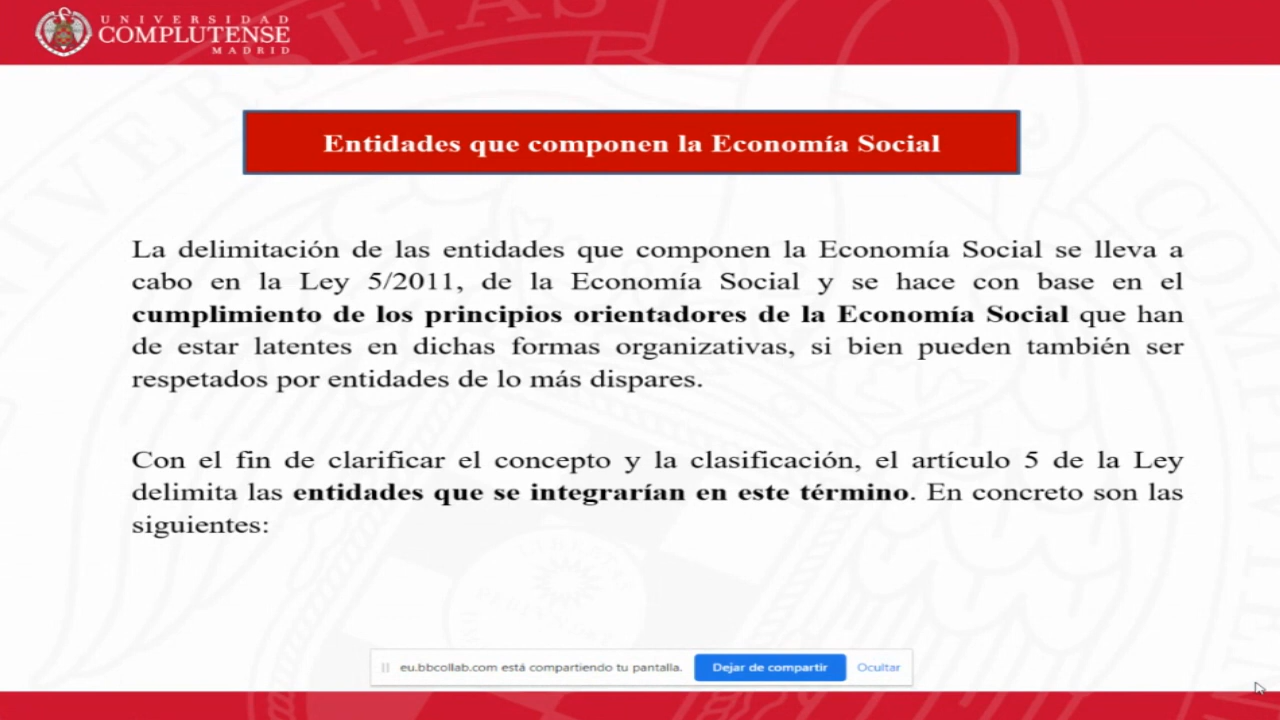 UNIVERSIDAD
COMPLUTENSE
MADRID
Entidades que componen la Economía Social
La delimitación de las entidades que componen la Economía Social se lleva a
cabo en la Ley 5/2011, de la Economía Social y se hace con base en el
cumplimiento de los principios orientadores de la Economía Social que han
de estar latentes en dichas formas organizativas, si bien pueden también ser
respetados por entidades de lo más dispares.
Con el fin de clarificar el concepto y la clasificación, el artículo 5 de la Ley
delimita las entidades que se integrarían en este término. En concreto son las
siguientes:
eu.bbcollab.com está compartiendo tu pantalla. Dejar de compartir Ocultar